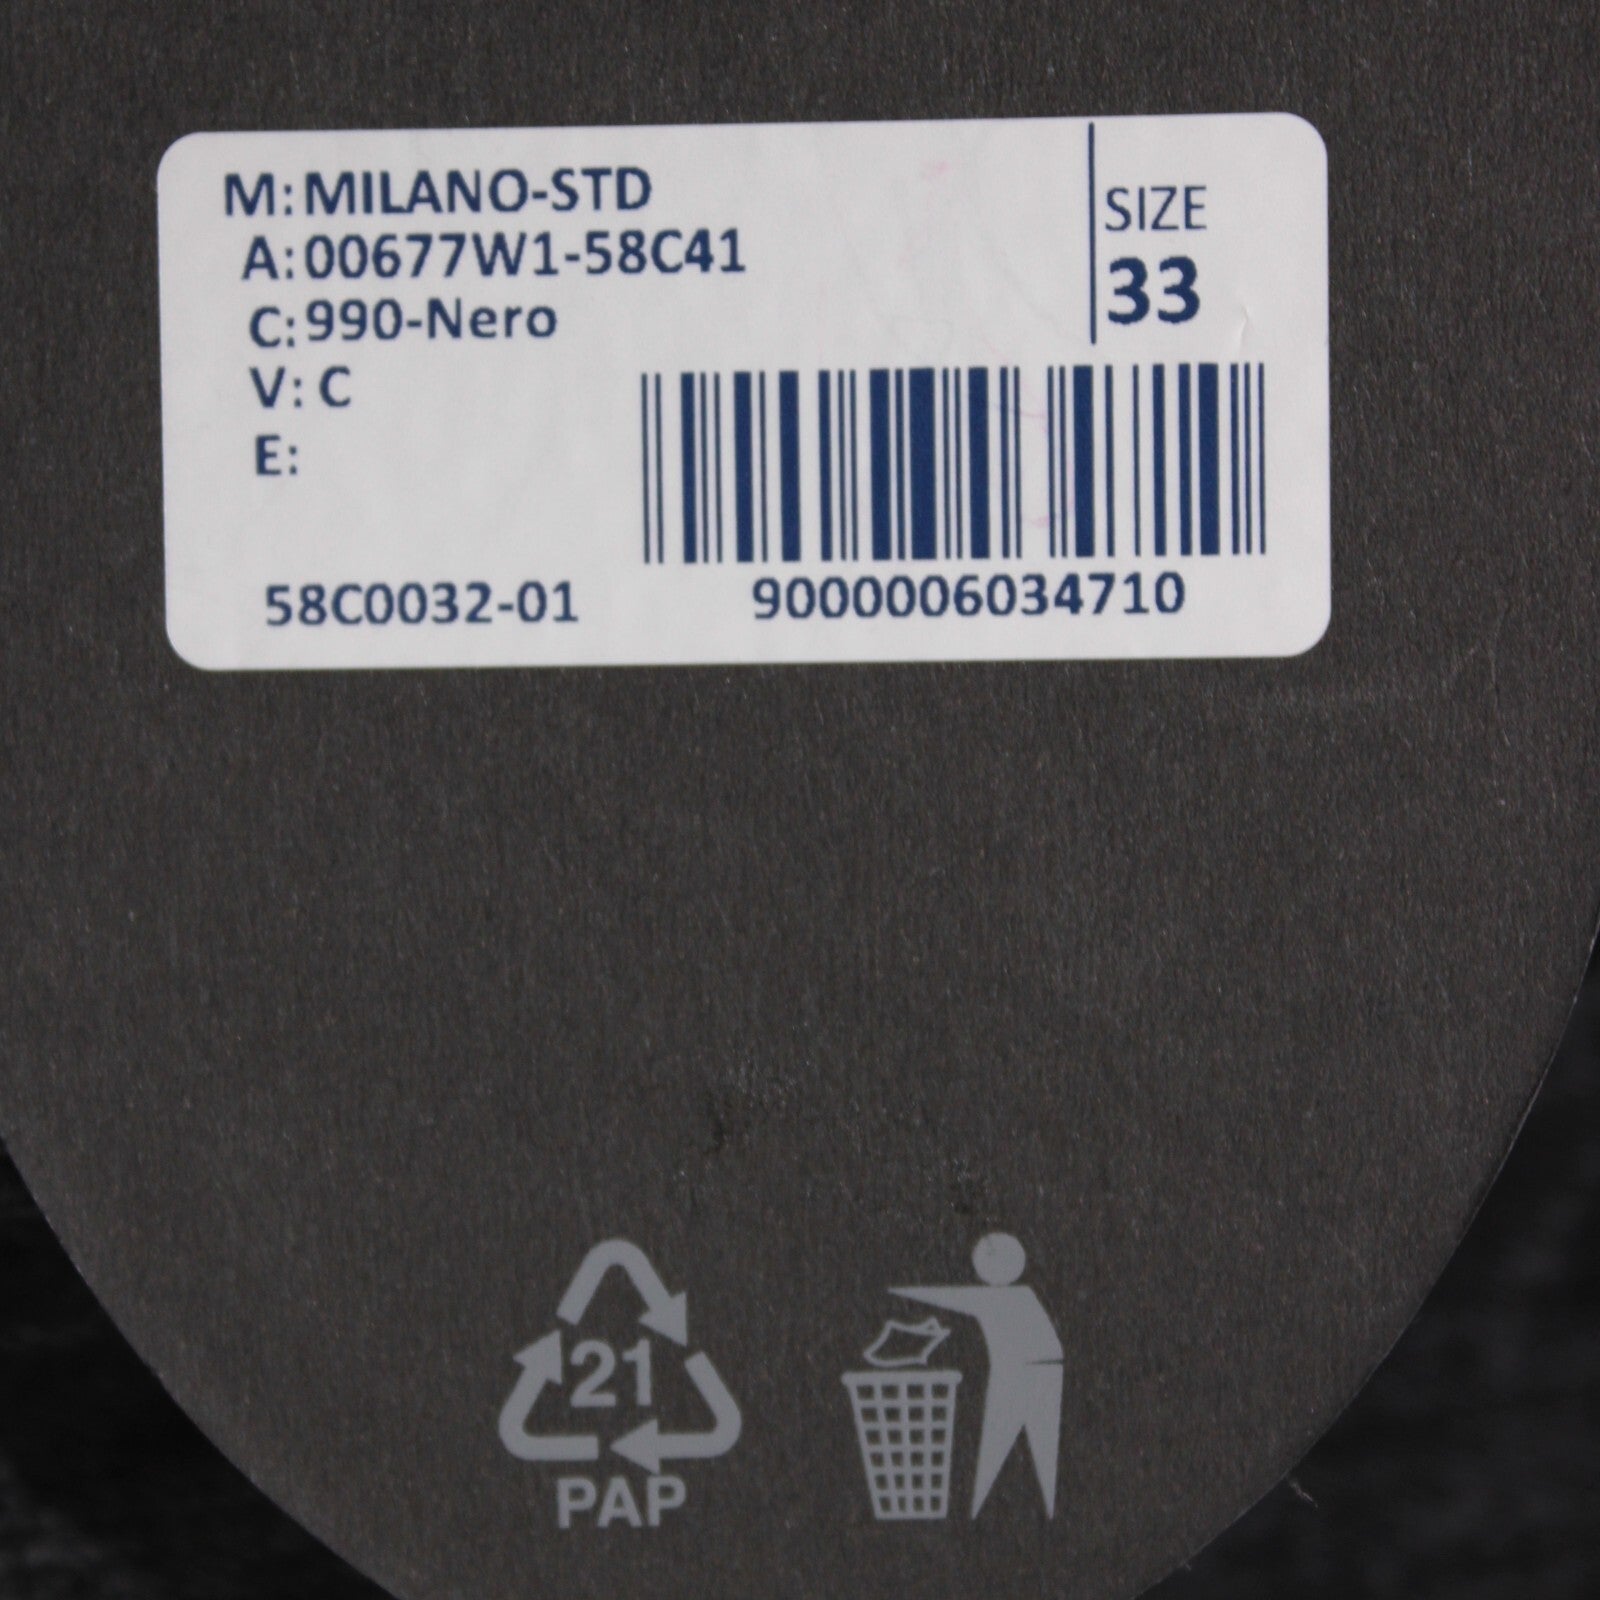 M: MILANO-STD
A: 00677W1-58C41
C: 990-Nero
V: C
E:
SIZE
33
58C0032-01
9000006034710
21
PAP